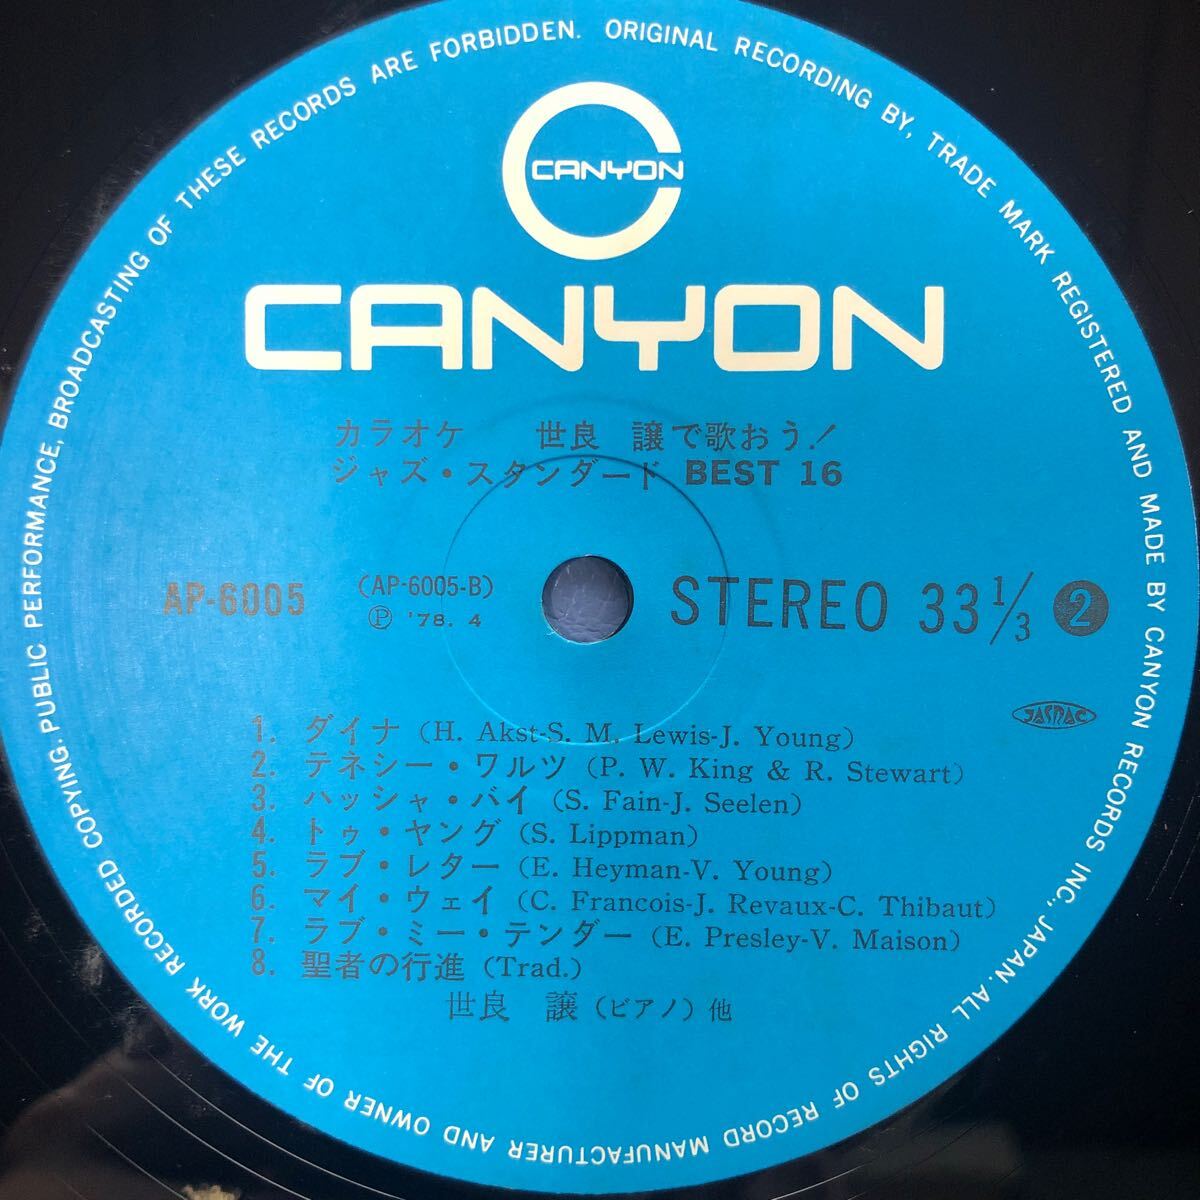 PUBLIC PERFORMANCE, BROADCASTING OF THESE RECORDS ARE FORBIDDEN. ORIGINAL RECORDING BY, TRADE MARK REGISTERED AND MADE BY CANYON RECORDS INC., JAPAN. ALL RIGHTS OF RECORD MANUFACTURER AND OWNER OF THE WORK RECORDED COPYING.
CANYON
CANYON
カラオケ 世良 譲で歌おう!
ジャズ・スタンダード BEST 16
AP-6005 (AP-6005-B) STEREO 33 1/3 2
Ⓟ '78. 4
JASRAC
1. ダイナ (H. Akst-S. M. Lewis-J. Young)
2. テネシー・ワルツ (P. W. King & R. Stewart)
3. ハッシャ・バイ (S. Fain-J. Seelen)
4. トゥ・ヤング (S. Lippman)
5. ラブ・レター (E. Heyman-V. Young)
6. マイ・ウェイ (C. Francois-J. Revaux-C. Thibaut)
7. ラブ・ミー・テンダー (E. Presley-V. Maison)
8. 聖者の行進 (Trad.)
世良 譲 (ピアノ) 他